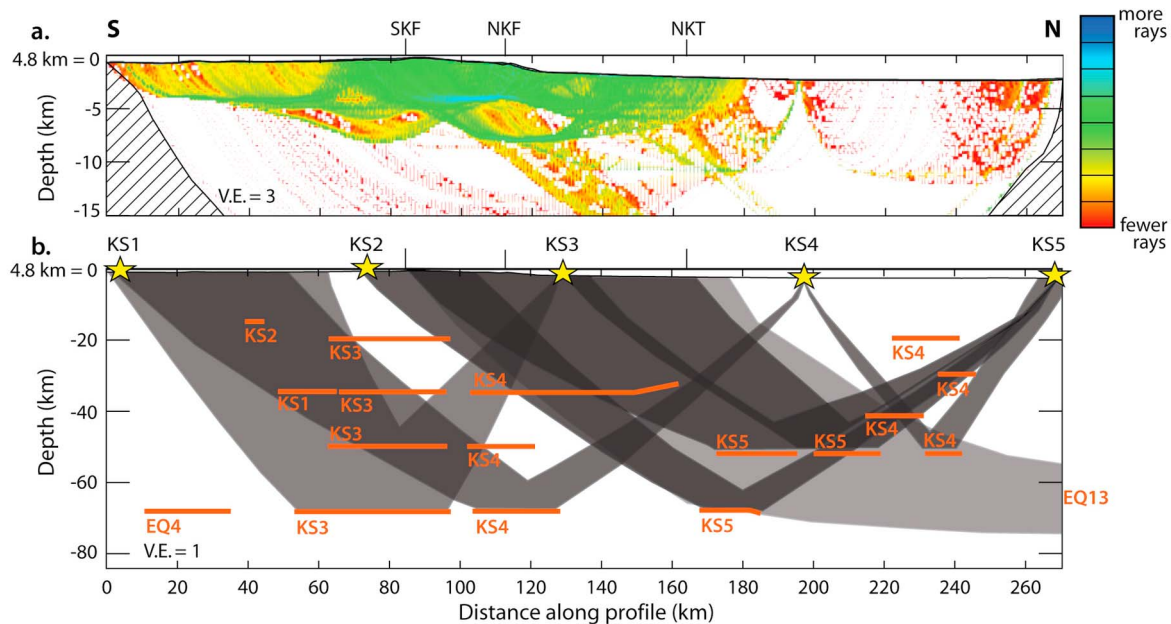 a.
S
SKF
NKF
NKT
N
more
rays
4.8 km = 0
-5
-10
-15
Depth (km)
V.E. = 3
fewer
rays
b.
KS1
KS2
KS3
KS4
KS5
4.8 km = 0
-20
-40
-60
-80
Depth (km)
KS2
KS3
KS4
KS4
KS4
KS1
KS3
KS4
KS3
KS4
KS5
KS5
KS4
EQ4
KS3
KS4
KS5
EQ13
V.E. = 1
0
20
40
60
80
100
120
140
160
180
200
220
240
260
Distance along profile (km)